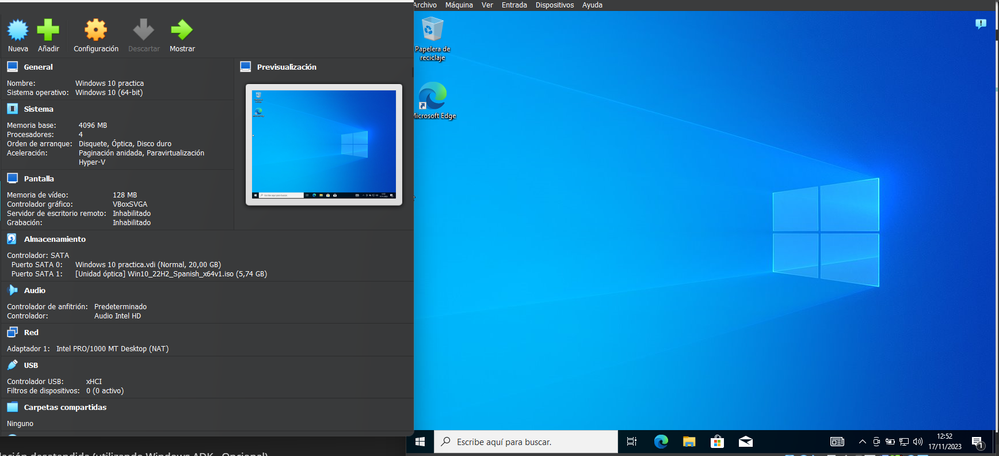 Archivo Máquina Ver Entrada Dispositivos Ayuda
Nueva Añadir Configuración Descartar Mostrar
General
Nombre: Windows 10 practica
Sistema operativo: Windows 10 (64-bit)
Sistema
Memoria base: 4096 MB
Procesadores: 4
Orden de arranque: Disquete, Óptica, Disco duro
Aceleración: Paginación anidada, Paravirtualización
Hyper-V
Pantalla
Memoria de vídeo: 128 MB
Controlador gráfico: VBoxSVGA
Servidor de escritorio remoto: Inhabilitado
Grabación: Inhabilitado
Previsualización
Almacenamiento
Controlador: SATA
Puerto SATA 0: Windows 10 practica.vdi (Normal, 20,00 GB)
Puerto SATA 1: [Unidad óptica] Win10_22H2_Spanish_x64v1.iso (5,74 GB)
Audio
Controlador de anfitrión: Predeterminado
Controlador: Audio Intel HD
Red
Adaptador 1: Intel PRO/1000 MT Desktop (NAT)
USB
Controlador USB: xHCI
Filtros de dispositivos: 0 (0 activo)
Carpetas compartidas
Ninguno
Papelera de
reciclaje
Microsoft Edge
Escribe aquí para buscar.
12:52
17/11/2023
1